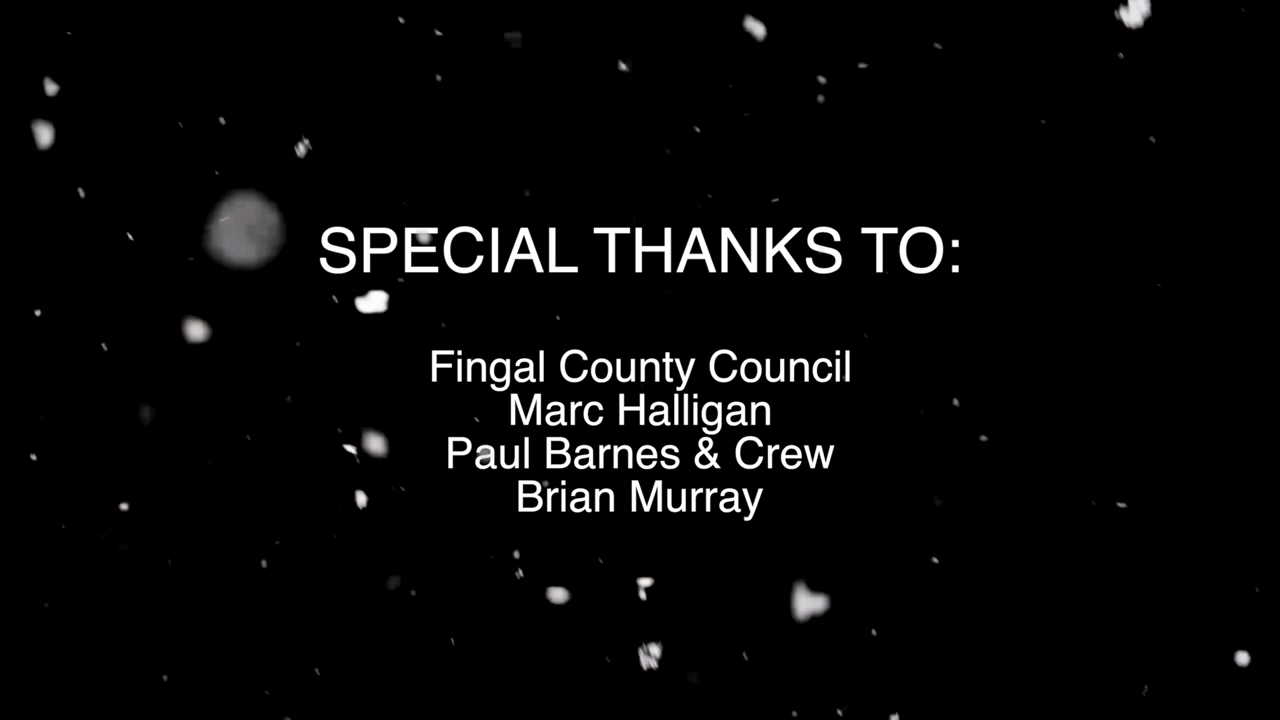 SPECIAL THANKS TO:
Fingal County Council
Marc Halligan
Paul Barnes & Crew
Brian Murray